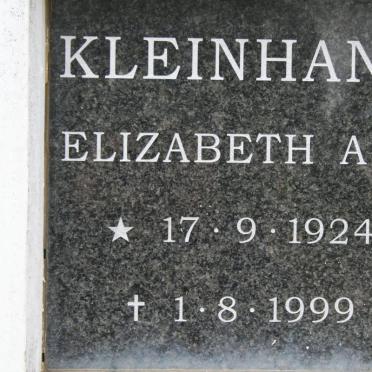 KLEINHAN
ELIZABETH A
★ 17 · 9 · 1924
✝ 1 · 8 · 1999